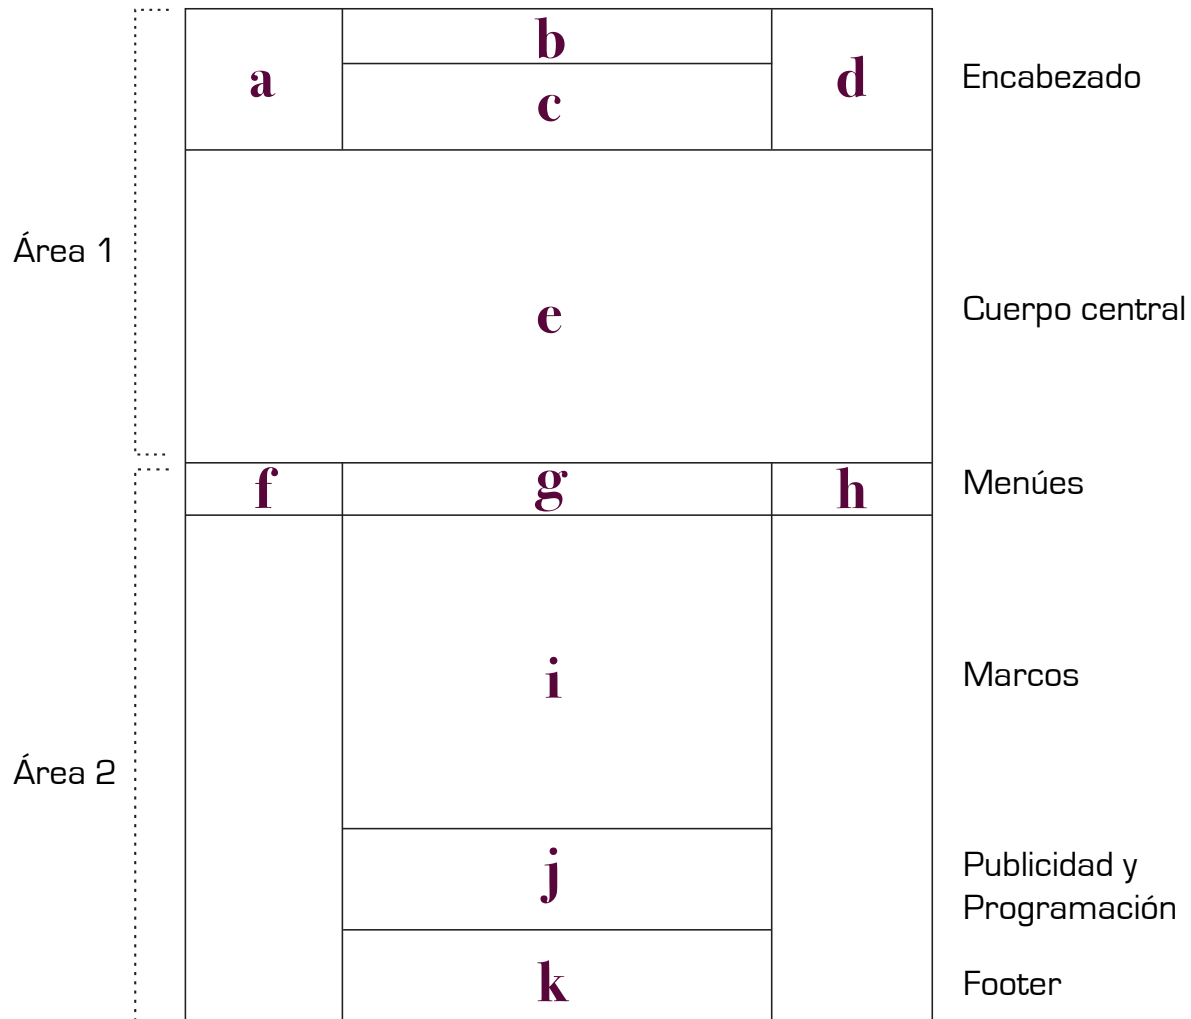 b
a
d
Encabezado
c
Área 1
e
Cuerpo central
f
g
h
Menúes
i
Marcos
Área 2
j
Publicidad y
Programación
k
Footer